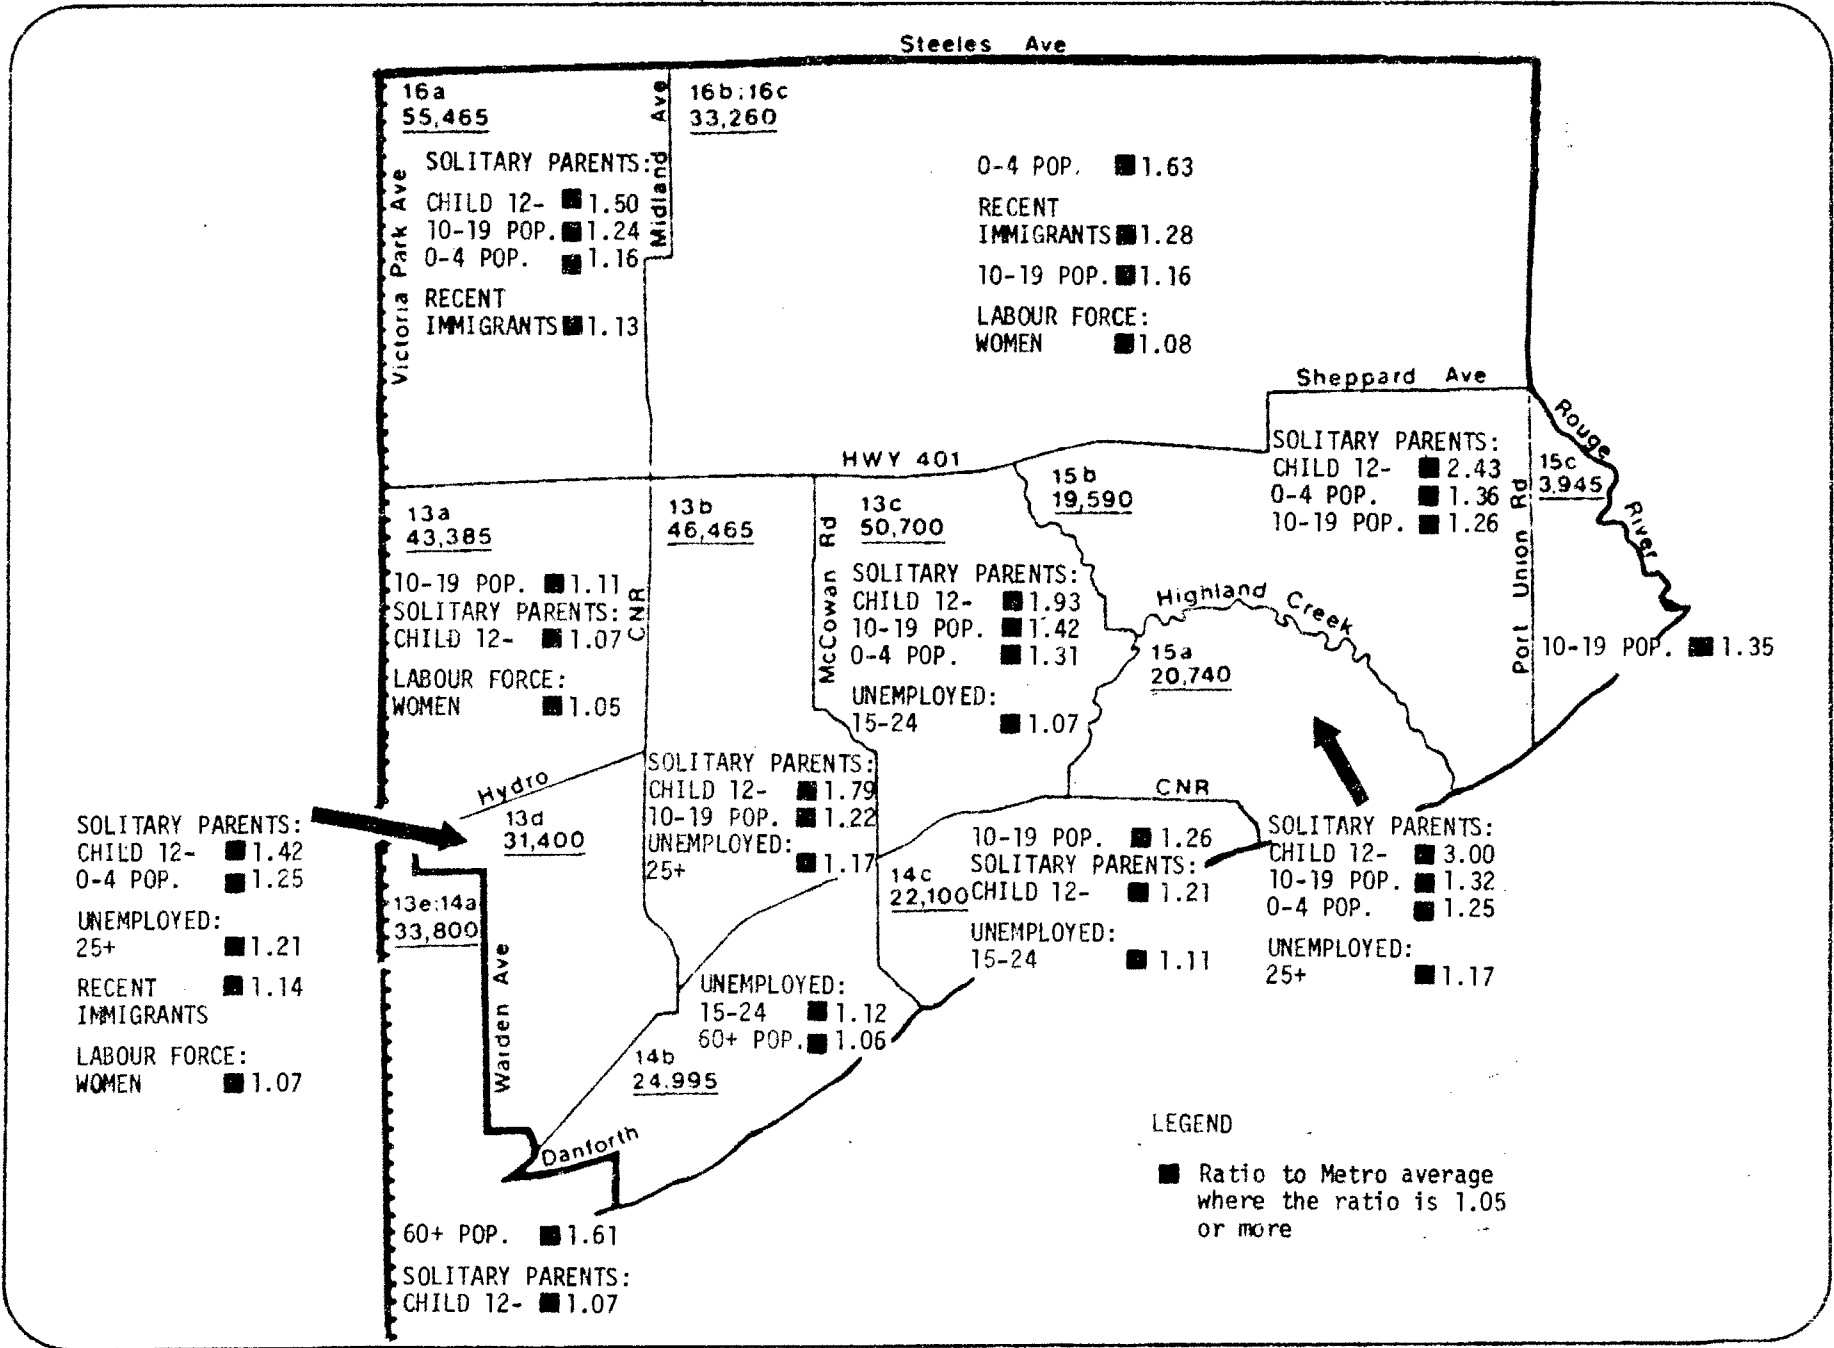 Steeles Ave
16a
55,465
SOLITARY PARENTS:
CHILD 12- ■ 1.50
10-19 POP. ■ 1.24
0-4 POP. ■ 1.16
RECENT
IMMIGRANTS ■ 1.13
Victoria Park Ave
Midland Ave
16b;16c
33,260
0-4 POP. ■ 1.63
RECENT
IMMIGRANTS ■ 1.28
10-19 POP. ■ 1.16
LABOUR FORCE:
WOMEN ■ 1.08
Sheppard Ave
Rouge River
HWY 401
SOLITARY PARENTS:
CHILD 12- ■ 2.43
0-4 POP. ■ 1.36
10-19 POP. ■ 1.26
Port Union Rd
15c
3,945
10-19 POP. ■ 1.35
15b
19,590
13a
43,385
10-19 POP. ■ 1.11
SOLITARY PARENTS:
CHILD 12- ■ 1.07
LABOUR FORCE:
WOMEN ■ 1.05
CNR
13b
46,465
McCowan Rd
13c
50,700
SOLITARY PARENTS:
CHILD 12- ■ 1.93
10-19 POP. ■ 1.42
0-4 POP. ■ 1.31
UNEMPLOYED:
15-24 ■ 1.07
Highland Creek
15a
20,740
Hydro
13d
31,400
SOLITARY PARENTS:
CHILD 12- ■ 1.79
10-19 POP. ■ 1.22
UNEMPLOYED:
25+ ■ 1.17
CNR
SOLITARY PARENTS:
CHILD 12- ■ 1.42
0-4 POP. ■ 1.25
UNEMPLOYED:
25+ ■ 1.21
RECENT ■ 1.14
IMMIGRANTS
LABOUR FORCE:
WOMEN ■ 1.07
13e;14a
33,800
Warden Ave
14c
22,100
10-19 POP. ■ 1.26
SOLITARY PARENTS:
CHILD 12- ■ 1.21
UNEMPLOYED:
15-24 ■ 1.11
SOLITARY PARENTS:
CHILD 12- ■ 3.00
10-19 POP. ■ 1.32
0-4 POP. ■ 1.25
UNEMPLOYED:
25+ ■ 1.17
UNEMPLOYED:
15-24 ■ 1.12
60+ POP. ■ 1.06
14b
24.995
Danforth
60+ POP. ■ 1.61
SOLITARY PARENTS:
CHILD 12- ■ 1.07
LEGEND
■ Ratio to Metro average
where the ratio is 1.05
or more